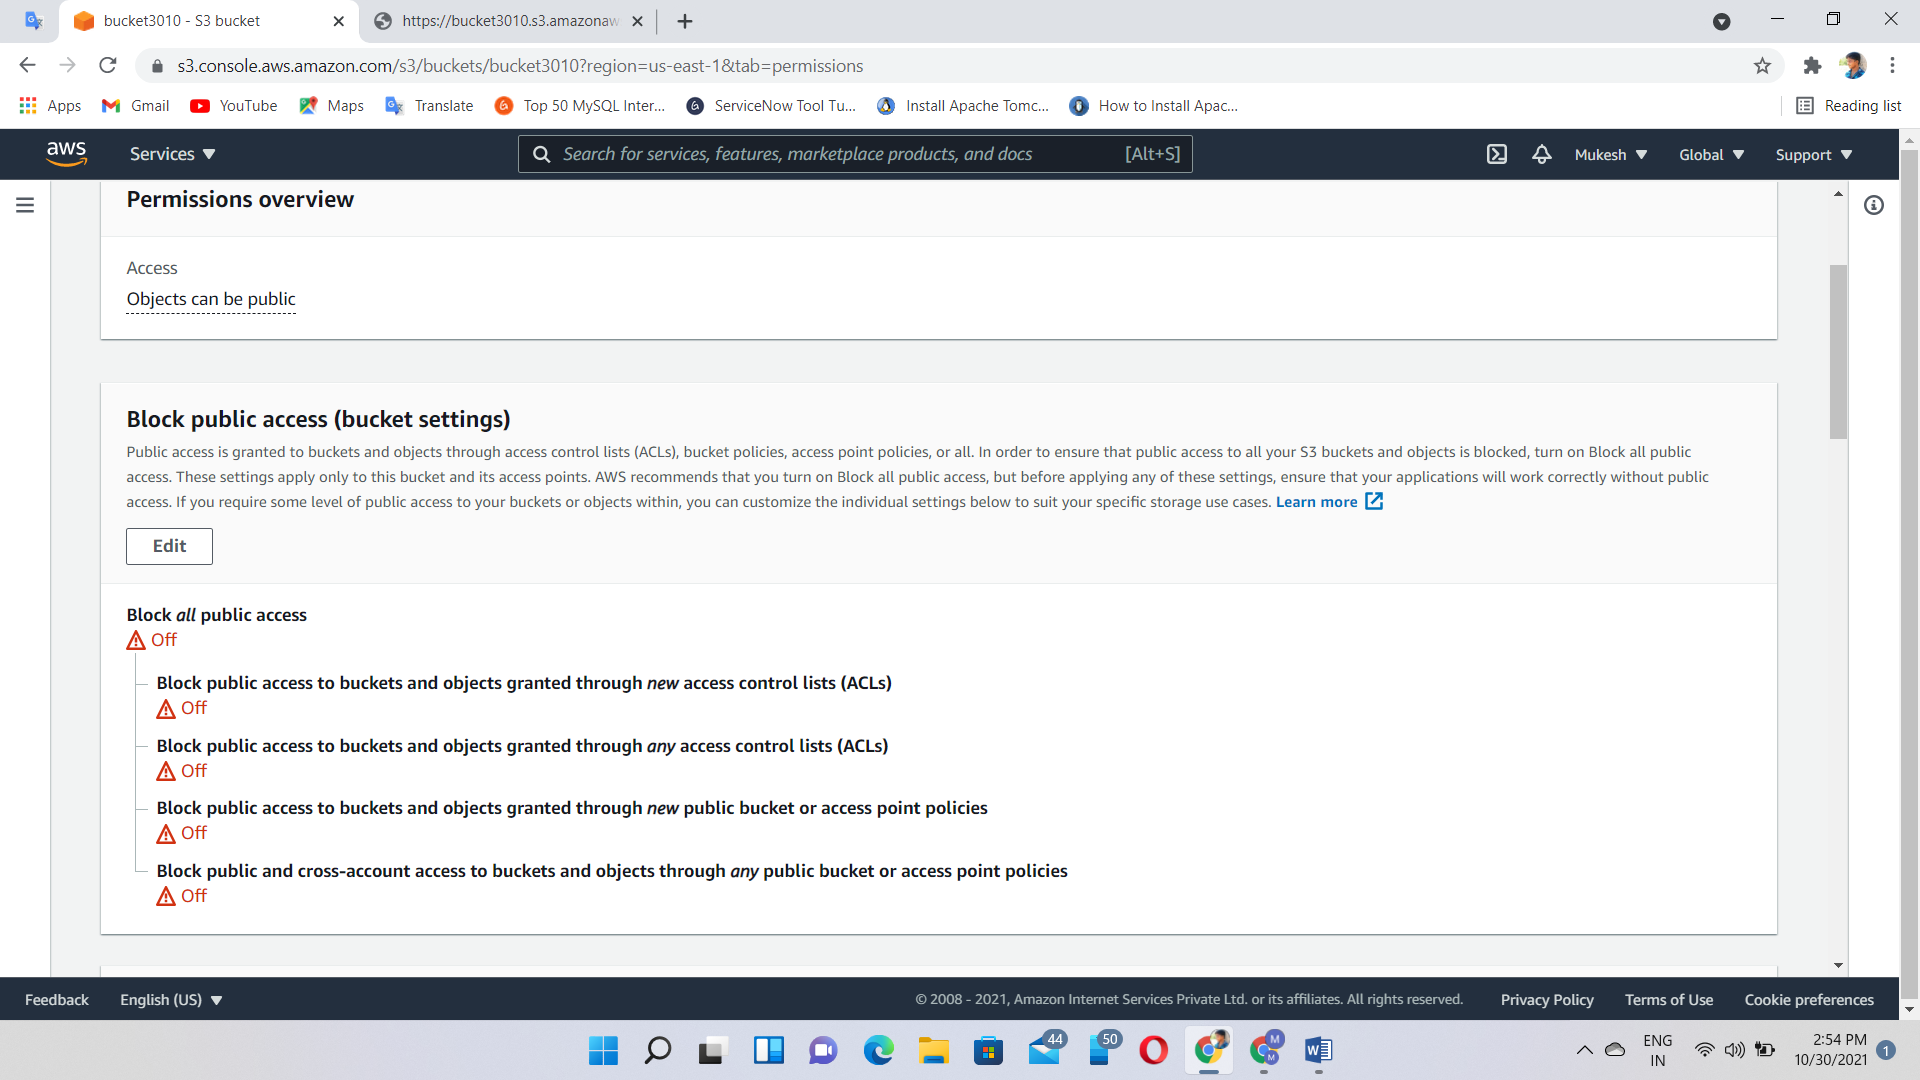 bucket3010 - S3 bucket
https://bucket3010.s3.amazonaw
s3.console.aws.amazon.com/s3/buckets/bucket3010?region=us-east-1&tab=permissions
Apps Gmail YouTube Maps Translate Top 50 MySQL Inter... ServiceNow Tool Tu... Install Apache Tomc... How to Install Apac... Reading list
aws Services Search for services, features, marketplace products, and docs [Alt+S] Mukesh Global Support
Permissions overview
Access
Objects can be public
Block public access (bucket settings)
Public access is granted to buckets and objects through access control lists (ACLs), bucket policies, access point policies, or all. In order to ensure that public access to all your S3 buckets and objects is blocked, turn on Block all public
access. These settings apply only to this bucket and its access points. AWS recommends that you turn on Block all public access, but before applying any of these settings, ensure that your applications will work correctly without public
access. If you require some level of public access to your buckets or objects within, you can customize the individual settings below to suit your specific storage use cases. Learn more
Edit
Block all public access
Off
Block public access to buckets and objects granted through new access control lists (ACLs)
Off
Block public access to buckets and objects granted through any access control lists (ACLs)
Off
Block public access to buckets and objects granted through new public bucket or access point policies
Off
Block public and cross-account access to buckets and objects through any public bucket or access point policies
Off
Feedback English (US) © 2008 - 2021, Amazon Internet Services Private Ltd. or its affiliates. All rights reserved. Privacy Policy Terms of Use Cookie preferences
44 50 M M
ENG
IN
2:54 PM
10/30/2021
1